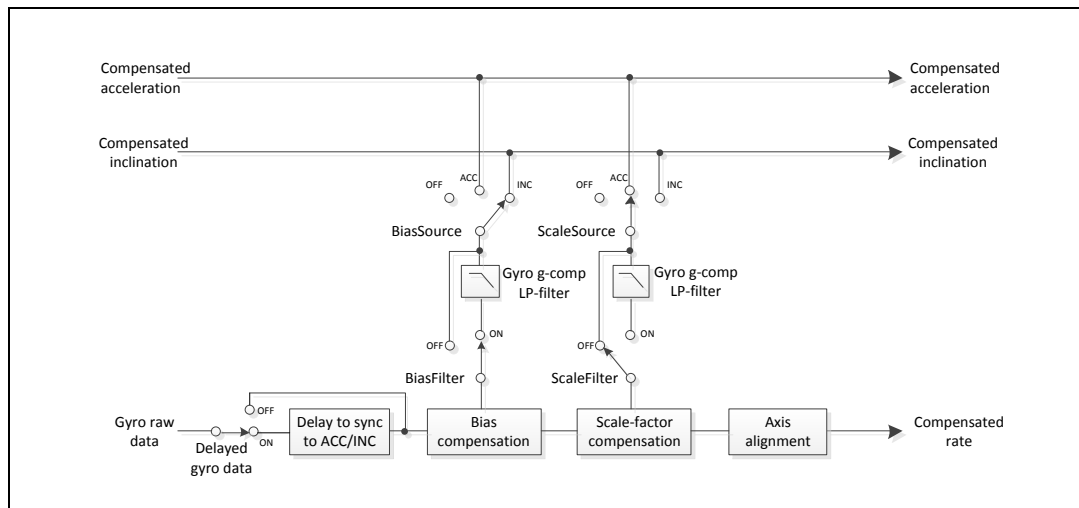 Compensated
acceleration
Compensated
acceleration
Compensated
inclination
Compensated
inclination
OFF
ACC
INC
OFF
ACC
INC
BiasSource
ScaleSource
Gyro g-comp
LP-filter
Gyro g-comp
LP-filter
OFF
ON
OFF
ON
BiasFilter
ScaleFilter
Gyro raw
data
OFF
ON
Delayed
gyro data
Delay to sync
to ACC/INC
Bias
compensation
Scale-factor
compensation
Axis
alignment
Compensated
rate